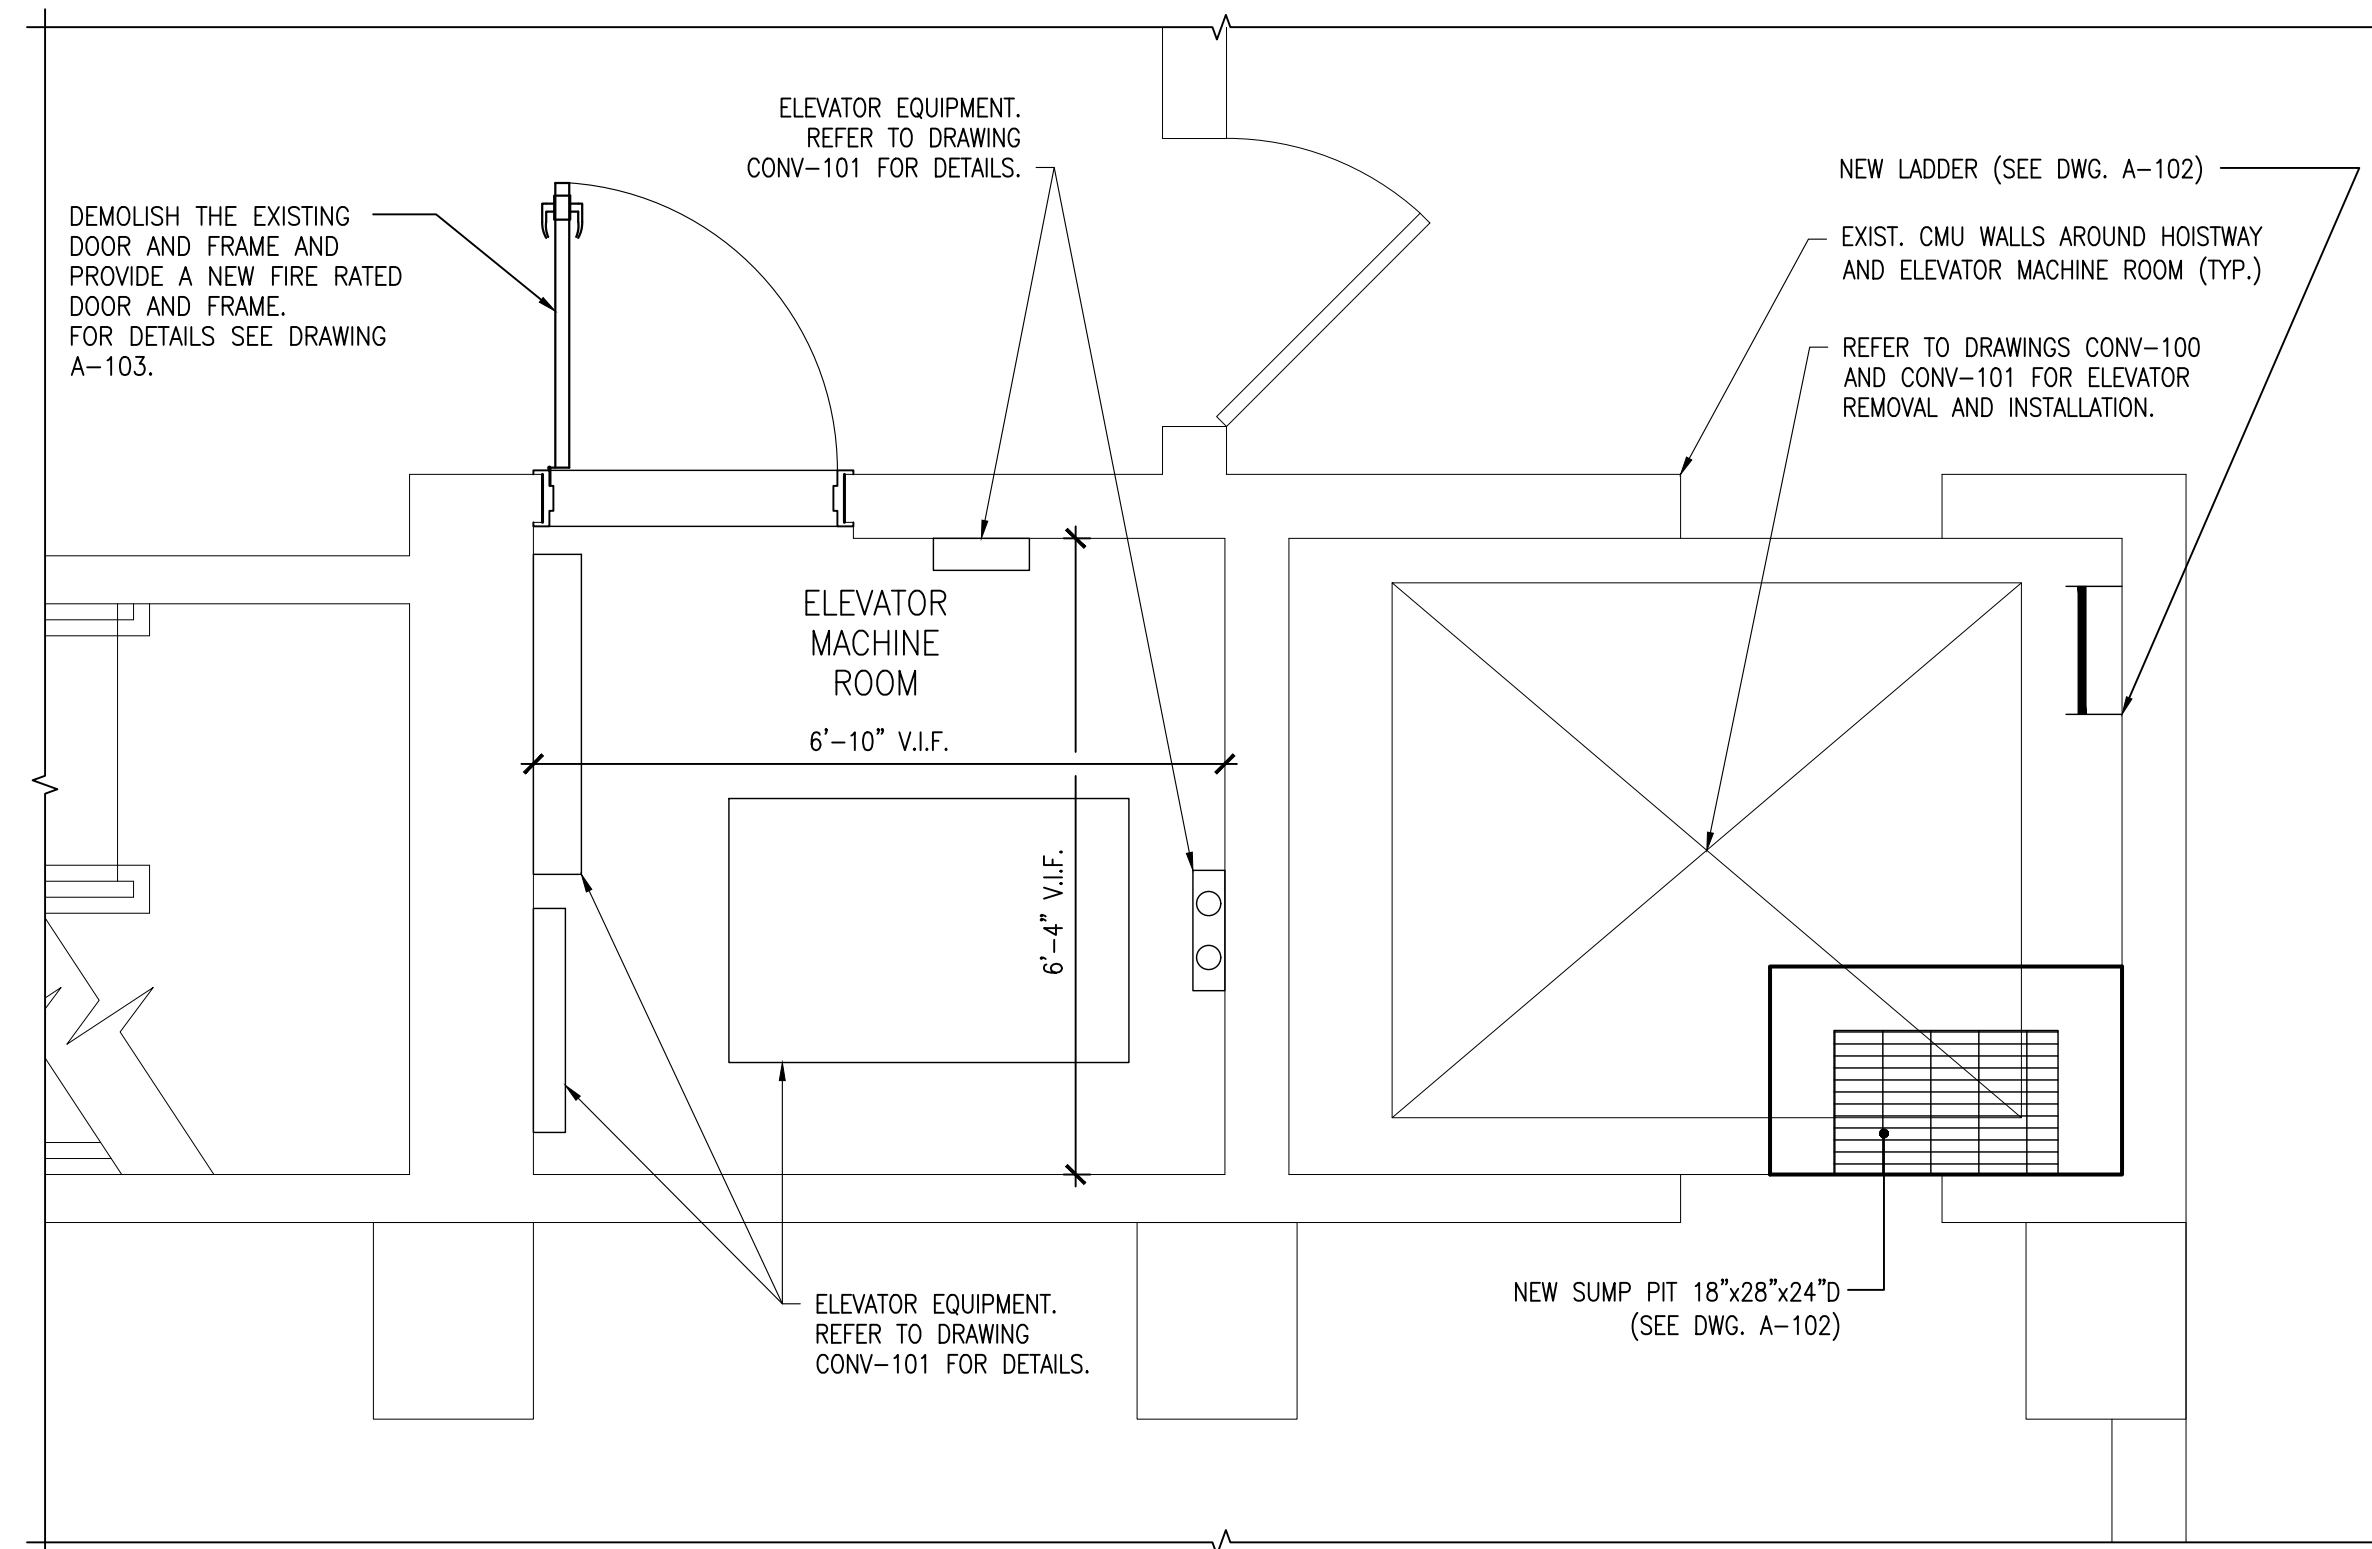 ELEVATOR EQUIPMENT.
REFER TO DRAWING
CONV-101 FOR DETAILS.
DEMOLISH THE EXISTING
DOOR AND FRAME AND
PROVIDE A NEW FIRE RATED
DOOR AND FRAME.
FOR DETAILS SEE DRAWING
A-103.
NEW LADDER (SEE DWG. A-102)
EXIST. CMU WALLS AROUND HOISTWAY
AND ELEVATOR MACHINE ROOM (TYP.)
REFER TO DRAWINGS CONV-100
AND CONV-101 FOR ELEVATOR
REMOVAL AND INSTALLATION.
ELEVATOR
MACHINE
ROOM
6'-10" V.I.F.
6'-4" V.I.F.
ELEVATOR EQUIPMENT.
REFER TO DRAWING
CONV-101 FOR DETAILS.
NEW SUMP PIT 18"x28"x24"D
(SEE DWG. A-102)